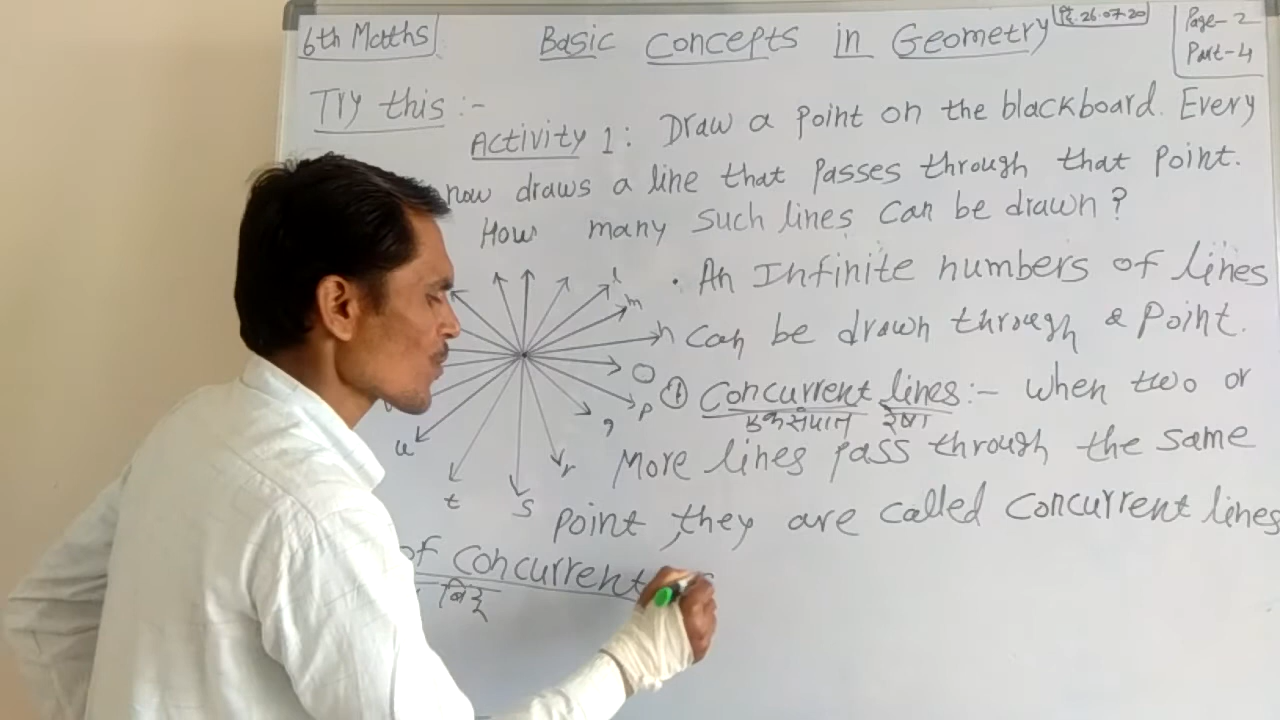 6th Maths
Basic Concepts in Geometry
दि. 26.07.20
Page-2
Part-4
Try this :-
Activity 1 : Draw a point on the blackboard. Every
now draws a line that passes through that point.
How many such lines can be drawn ?
. An Infinite numbers of lines
can be drawn through a point.
① Concurrent lines :- when two or
एकसंपात रेषा
More lines pass through the same
point, they are called concurrent lines
of concurrent
बिंदू
l
m
n
O
p
q
r
S
t
u